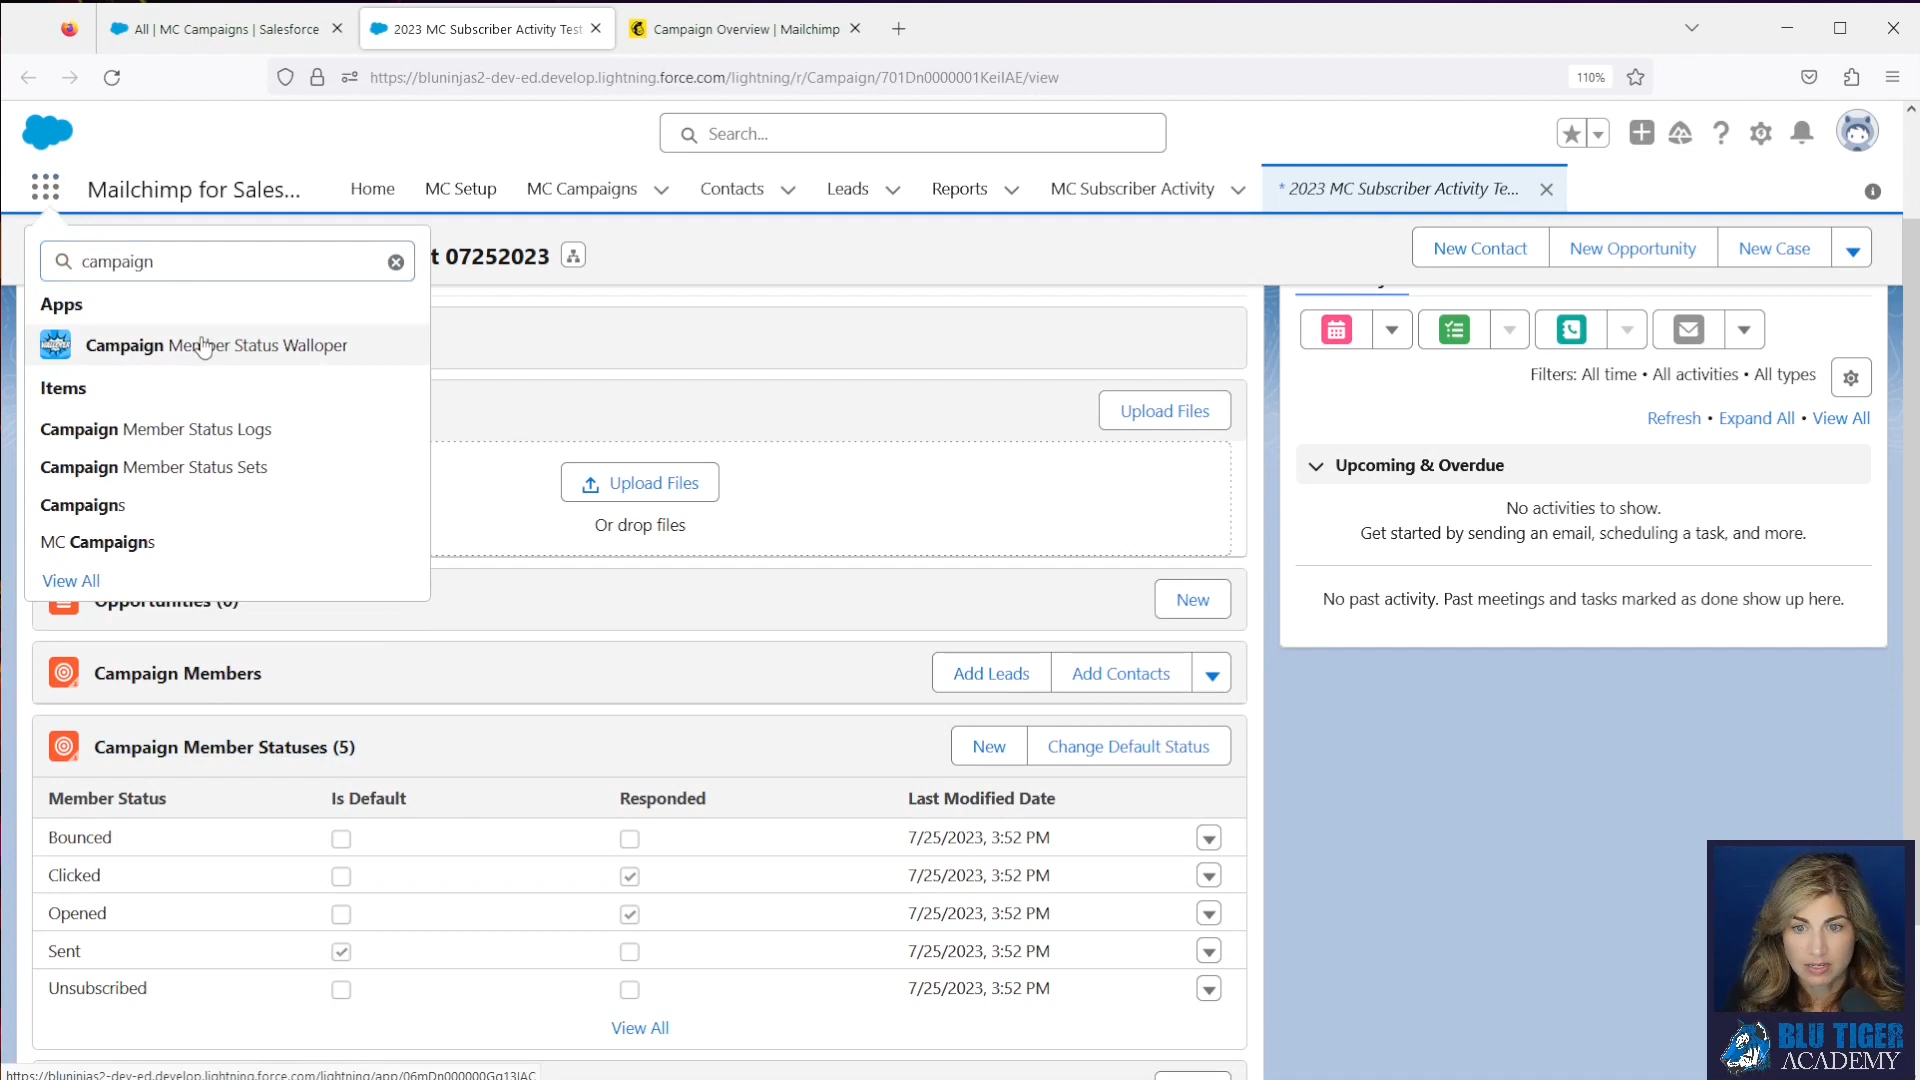 All | MC Campaigns | Salesforce
2023 MC Subscriber Activity Test
Campaign Overview | Mailchimp
https://bluninjas2-dev-ed.develop.lightning.force.com/lightning/r/Campaign/701Dn0000001KeiIAE/view
110%
Search...
Mailchimp for Sales...
Home
MC Setup
MC Campaigns
Contacts
Leads
Reports
MC Subscriber Activity
* 2023 MC Subscriber Activity Te...
campaign
t 07252023
New Contact
New Opportunity
New Case
Apps
Campaign Member Status Walloper
Items
Campaign Member Status Logs
Campaign Member Status Sets
Campaigns
MC Campaigns
View All
Upload Files
Upload Files
Or drop files
Filters: All time • All activities • All types
Refresh • Expand All • View All
Upcoming & Overdue
No activities to show.
Get started by sending an email, scheduling a task, and more.
No past activity. Past meetings and tasks marked as done show up here.
Opportunities (0)
New
Campaign Members
Add Leads
Add Contacts
Campaign Member Statuses (5)
New
Change Default Status
Member Status
Is Default
Responded
Last Modified Date
Bounced
7/25/2023, 3:52 PM
Clicked
7/25/2023, 3:52 PM
Opened
7/25/2023, 3:52 PM
Sent
7/25/2023, 3:52 PM
Unsubscribed
7/25/2023, 3:52 PM
View All
BLU TIGER
ACADEMY